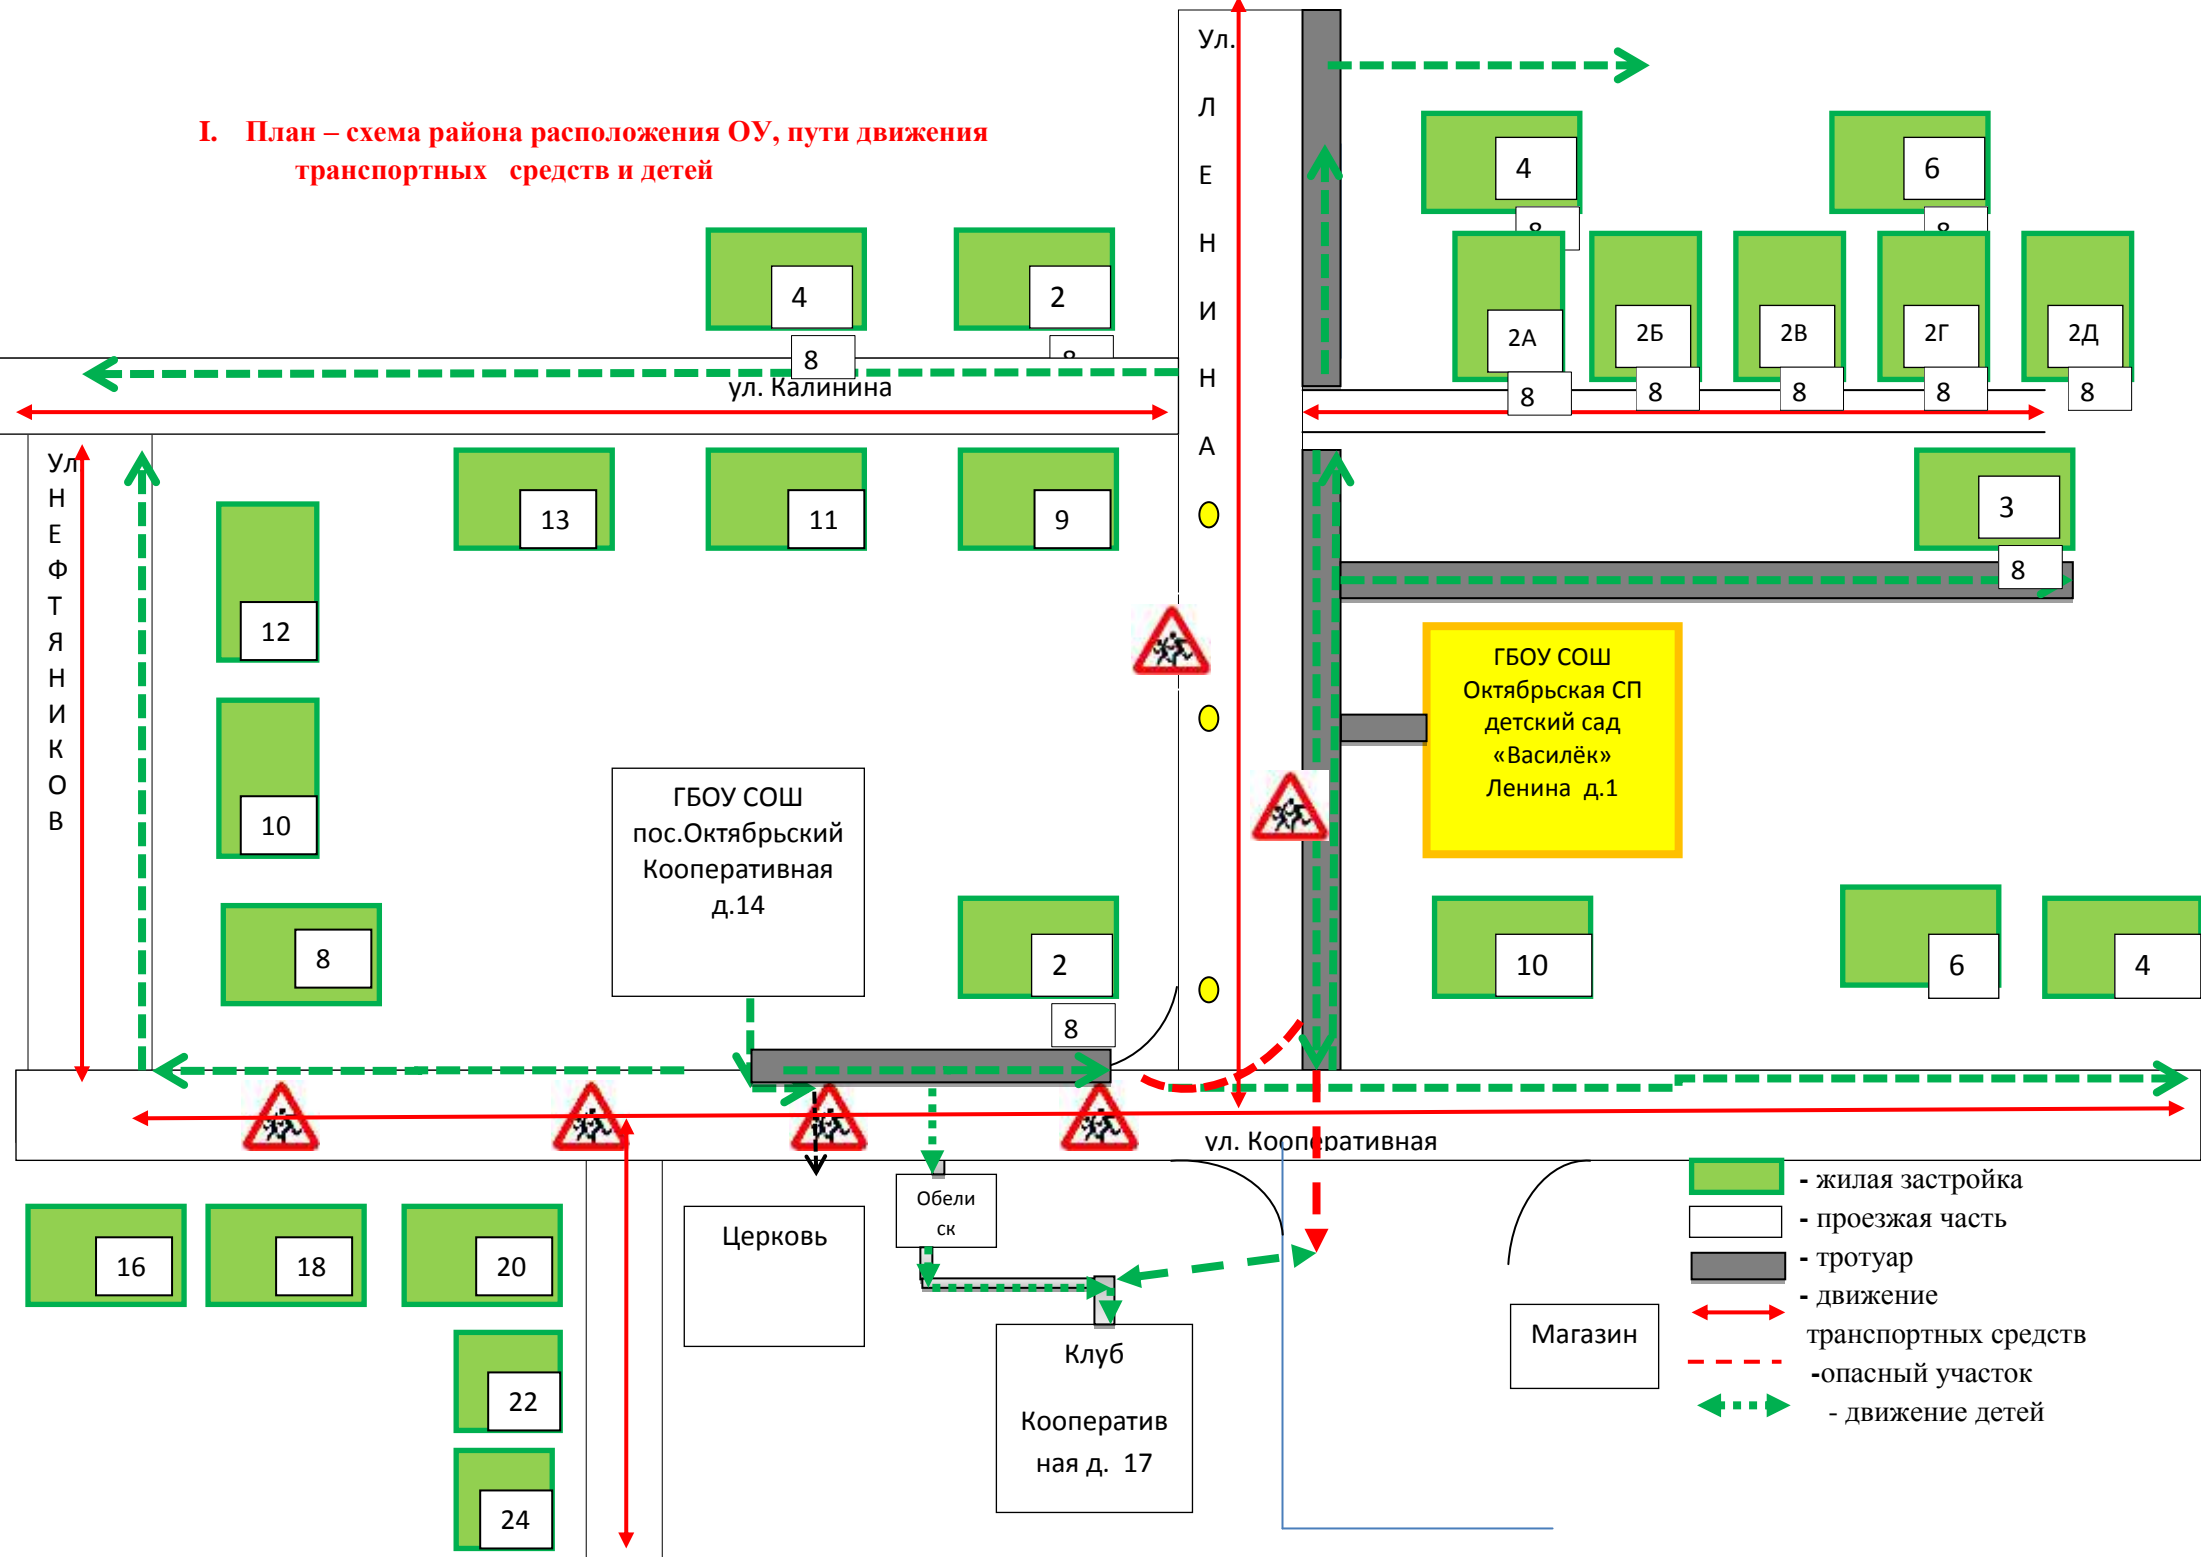 I. План – схема района расположения ОУ, пути движения
транспортных средств и детей
Ул.
Л
Е
Н
И
Н
А
4
6
8
8
4
2
2А
2Б
2В
2Г
2Д
8
8
8
8
8
8
8
ул. Калинина
Ул
Н
Е
Ф
Т
Я
Н
И
К
О
В
13
11
9
3
8
12
ГБОУ СОШ
Октябрьская СП
детский сад
«Василёк»
Ленина д.1
10
ГБОУ СОШ
пос.Октябрьский
Кооперативная
д.14
8
2
8
10
6
4
ул. Кооперативная
16
18
20
22
24
Церковь
Обели
ск
Клуб
Кооператив
ная д. 17
Магазин
- жилая застройка
- проезжая часть
- тротуар
- движение
транспортных средств
-опасный участок
- движение детей